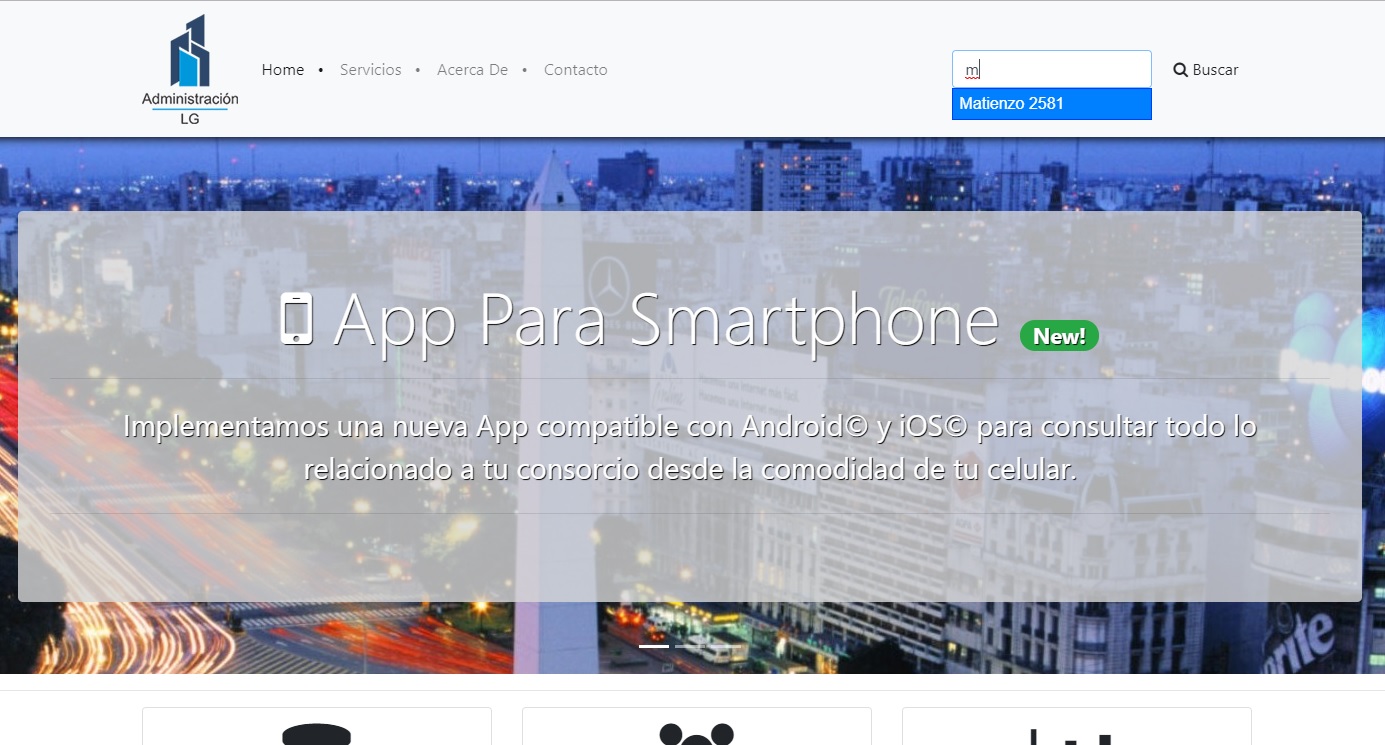 Administración
LG
Home • Servicios • Acerca De • Contacto
m
Buscar
Matienzo 2581
App Para Smartphone New!
Implementamos una nueva App compatible con Android© y iOS© para consultar todo lo
relacionado a tu consorcio desde la comodidad de tu celular.
Telefónica